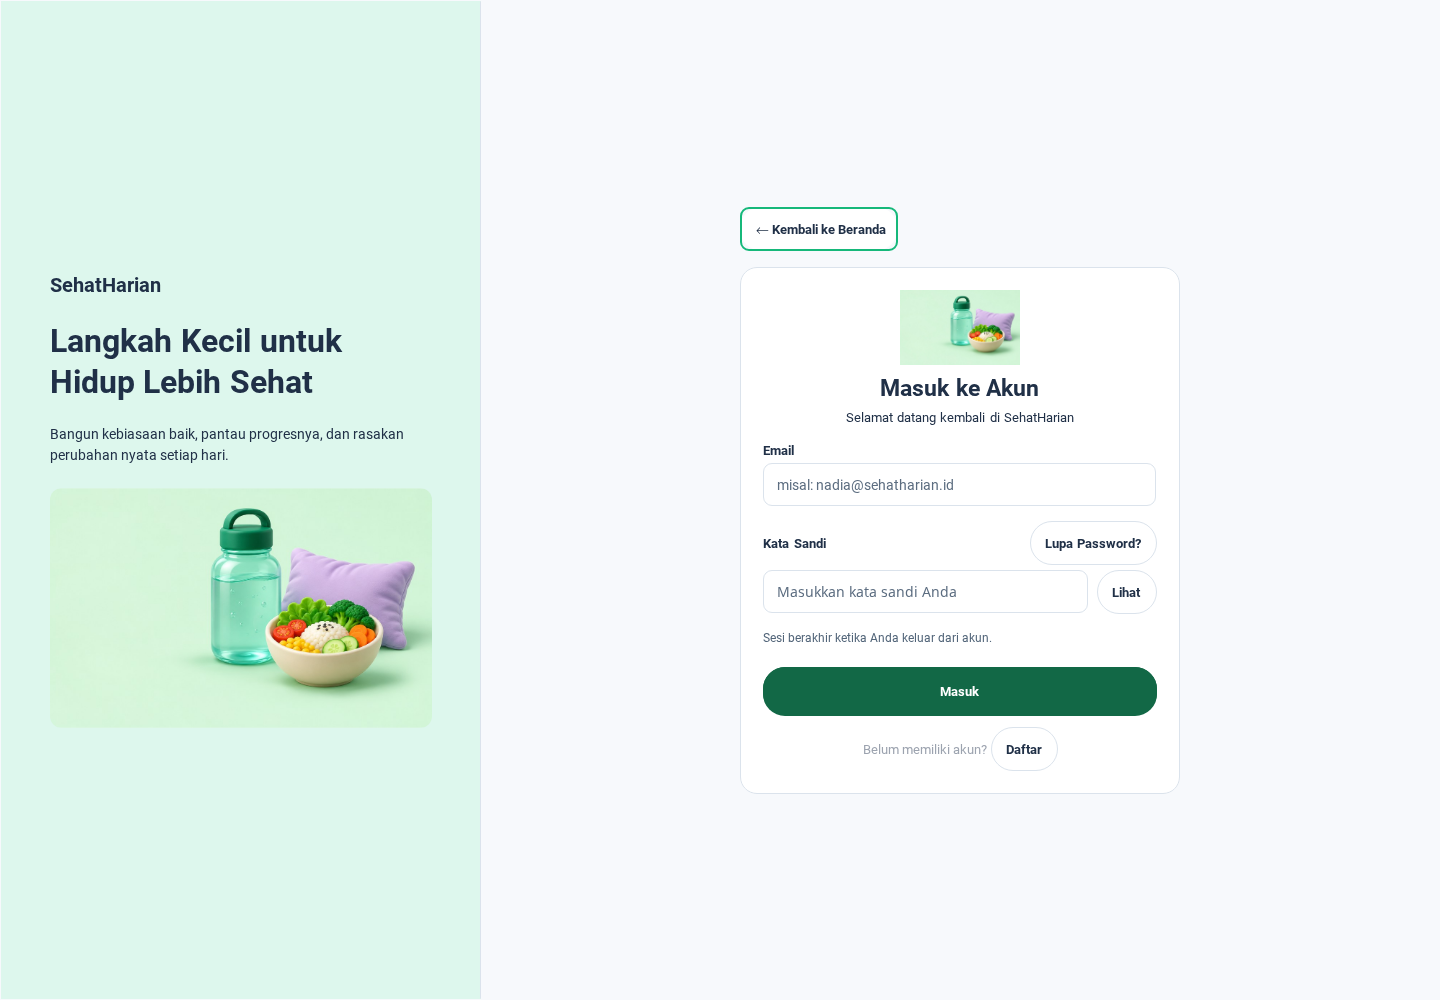 SehatHarian
Langkah Kecil untuk
Hidup Lebih Sehat
Bangun kebiasaan baik, pantau progresnya, dan rasakan
perubahan nyata setiap hari.
← Kembali ke Beranda
Masuk ke Akun
Selamat datang kembali di SehatHarian
Email
misal: nadia@sehatharian.id
Kata Sandi
Lupa Password?
Masukkan kata sandi Anda
Lihat
Sesi berakhir ketika Anda keluar dari akun.
Masuk
Belum memiliki akun? Daftar